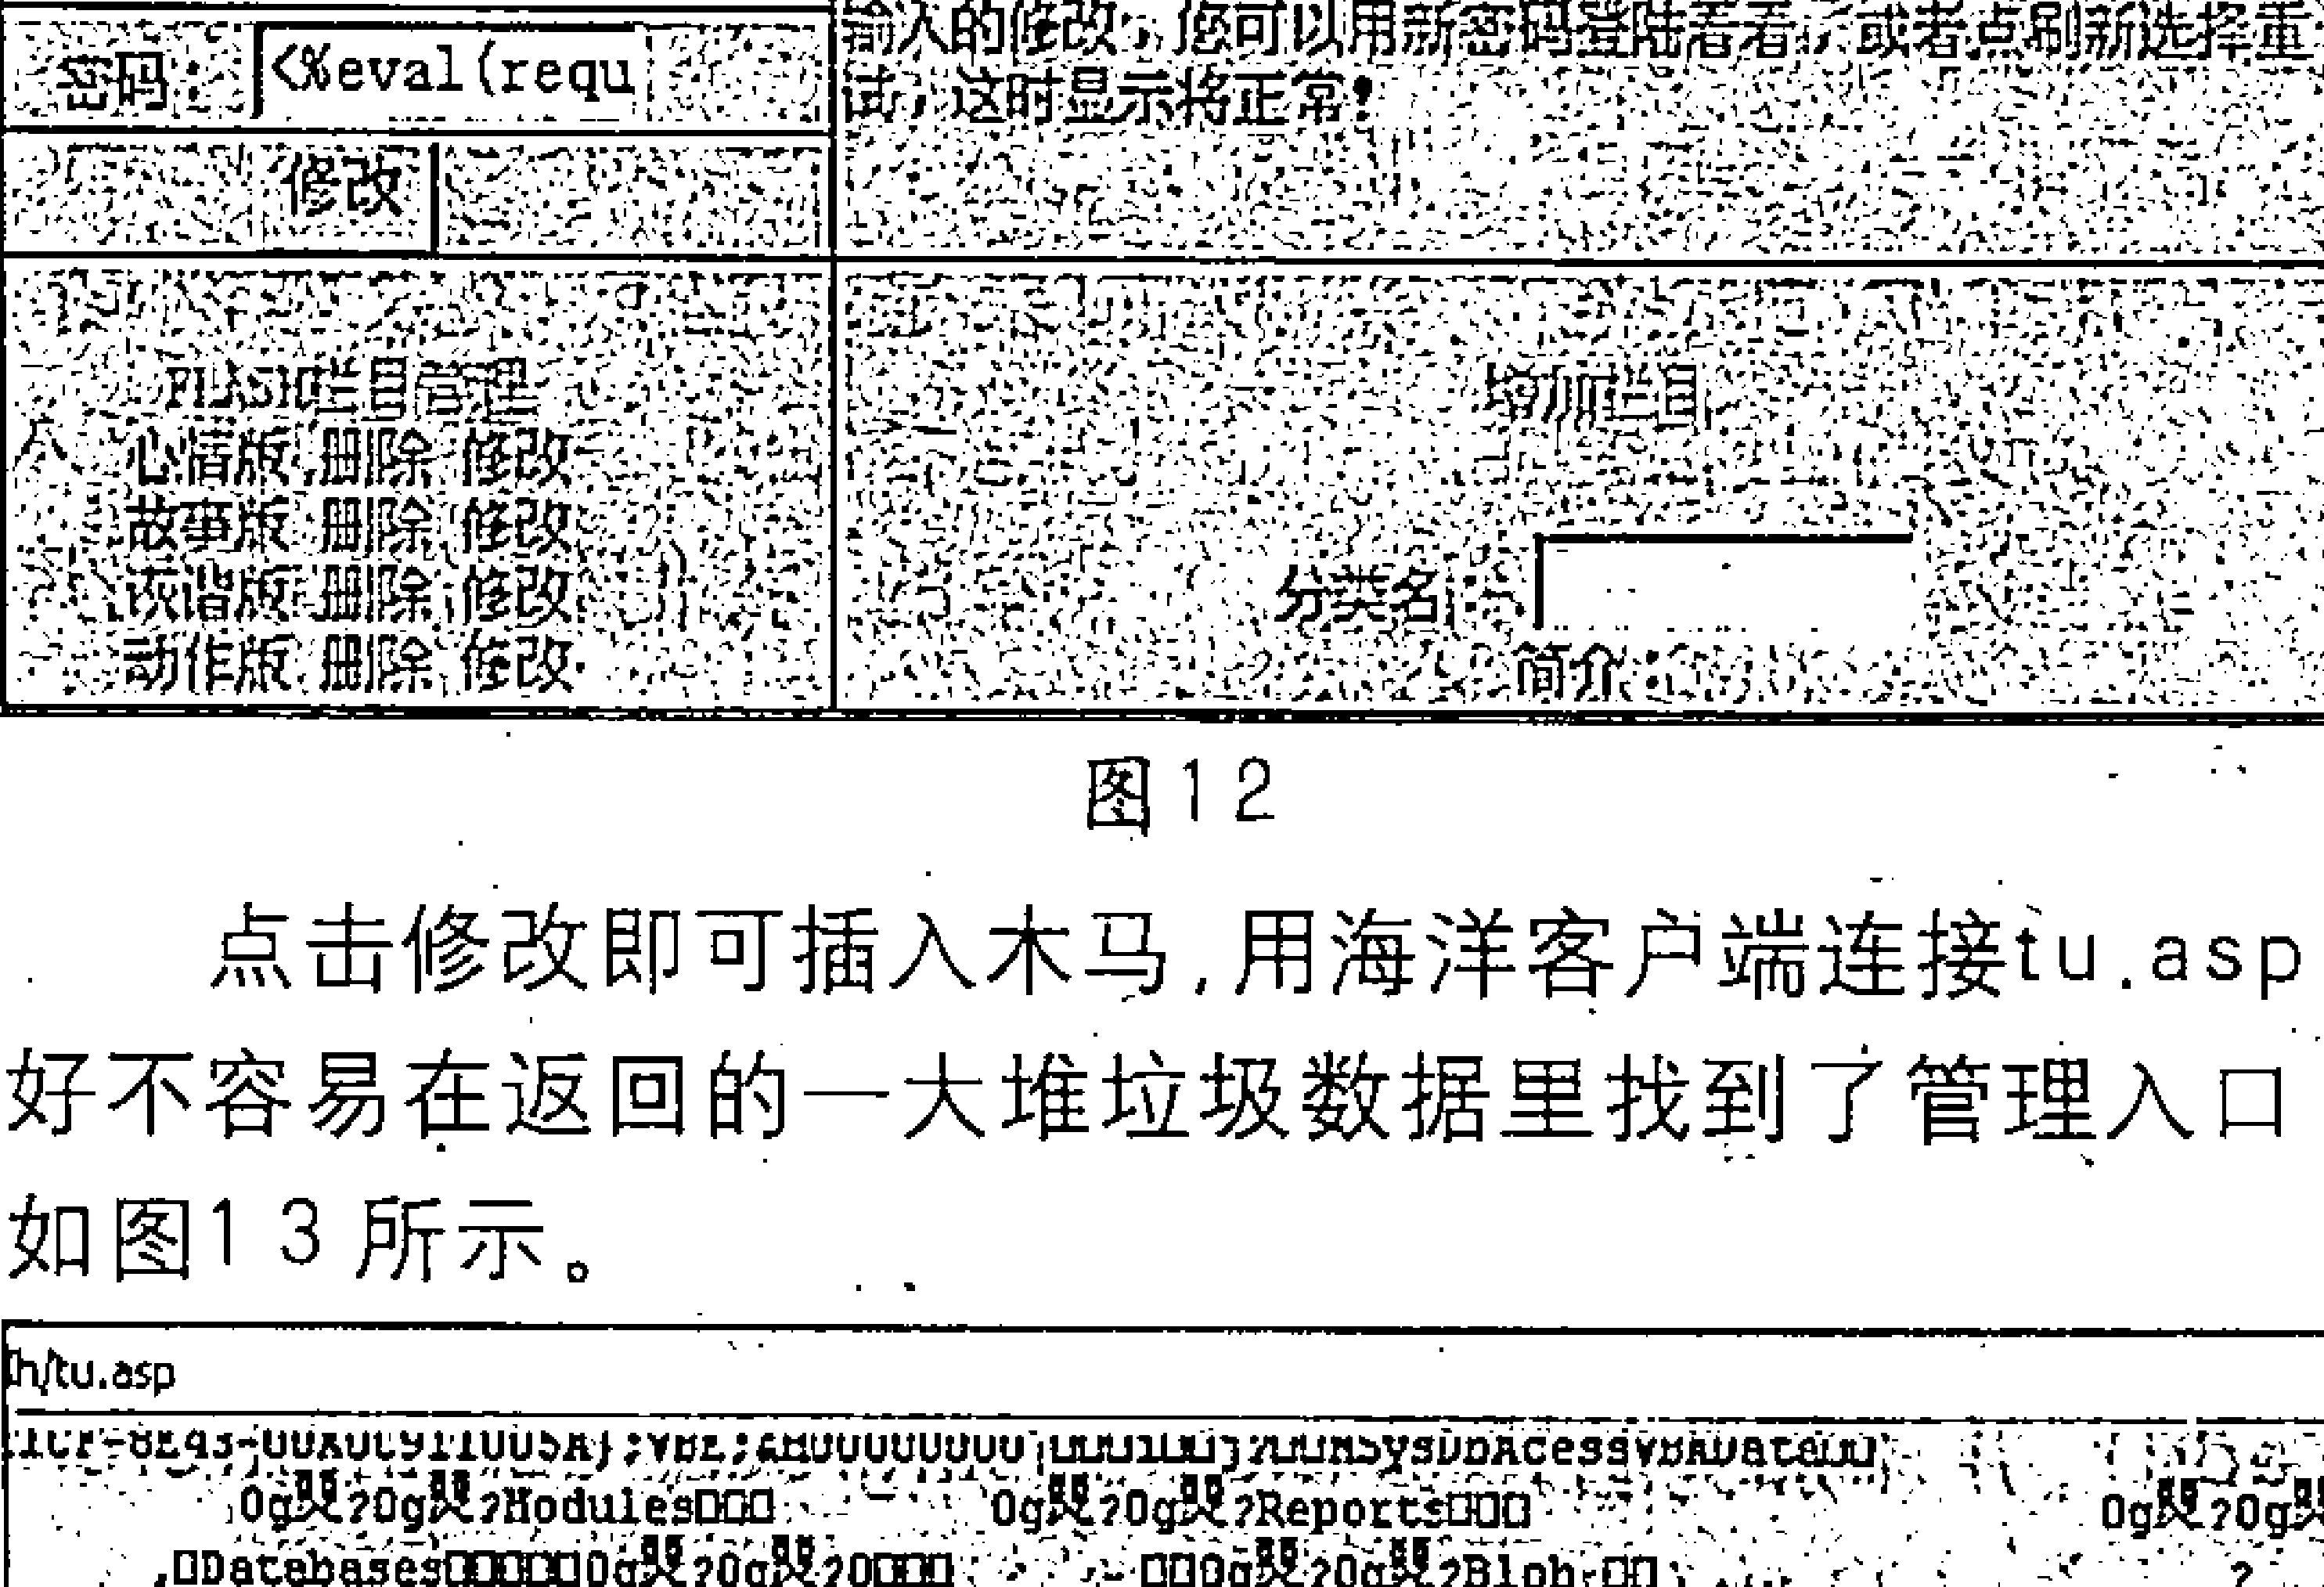 输入的修改，您可以用新密码登陆看看，或者点刷新选择重
密码： <%eval(requ
试，这时显示将正常！
修改
FLASH栏目管理
增加栏目
心情版 删除 修改
故事版 删除 修改
诙谐版 删除 修改
分类名：
动作版 删除 修改
简介：
图12
点击修改即可插入木马,用海洋客户端连接tu.asp
好不容易在返回的一大堆垃圾数据里找到了管理入口
如图13所示。
h/tu.asp